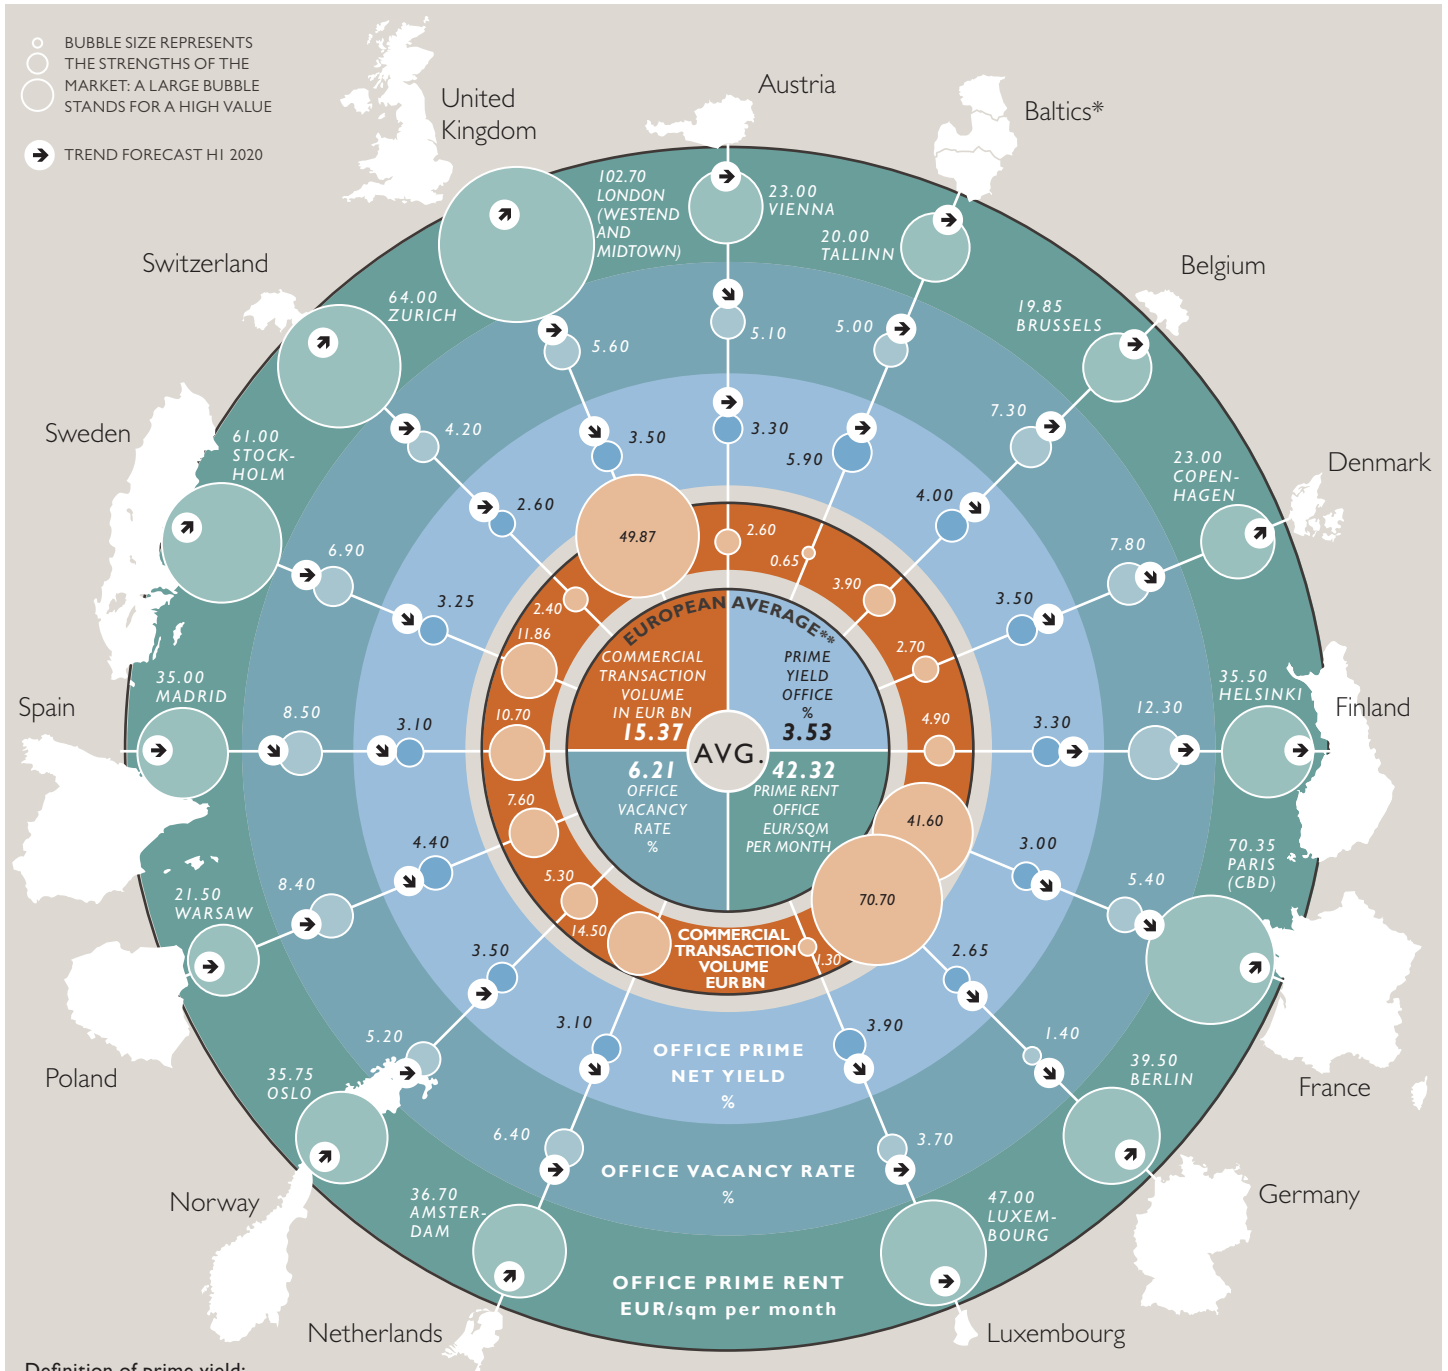 BUBBLE SIZE REPRESENTS
THE STRENGTHS OF THE
MARKET: A LARGE BUBBLE
STANDS FOR A HIGH VALUE
TREND FORECAST H1 2020
United
Kingdom
102.70
LONDON
(WESTEND
AND
MIDTOWN)
5.60
3.50
49.87
Austria
23.00
VIENNA
5.10
3.30
2.60
Baltics*
20.00
TALLINN
5.00
5.90
0.65
Belgium
19.85
BRUSSELS
7.30
4.00
3.90
Denmark
23.00
COPEN-
HAGEN
7.80
3.50
2.70
Finland
35.50
HELSINKI
12.30
3.30
4.90
France
70.35
PARIS
(CBD)
5.40
3.00
41.60
Germany
39.50
BERLIN
1.40
2.65
70.70
Luxembourg
47.00
LUXEM-
BOURG
3.70
3.90
1.30
Netherlands
36.70
AMSTER-
DAM
6.40
3.10
14.50
Norway
35.75
OSLO
5.20
3.50
5.30
Poland
21.50
WARSAW
8.40
4.40
7.60
Spain
35.00
MADRID
8.50
3.10
10.70
Sweden
61.00
STOCK-
HOLM
6.90
3.25
11.86
Switzerland
64.00
ZURICH
4.20
2.60
2.40
EUROPEAN AVERAGE**
COMMERCIAL
TRANSACTION
VOLUME
IN EUR BN
15.37
PRIME
YIELD
OFFICE
%
3.53
AVG.
6.21
OFFICE
VACANCY
RATE
%
42.32
PRIME RENT
OFFICE
EUR/SQM
PER MONTH
COMMERCIAL
TRANSACTION
VOLUME
EUR BN
OFFICE PRIME
NET YIELD
%
OFFICE VACANCY RATE
%
OFFICE PRIME RENT
EUR/sqm per month
Definition of prime yield: